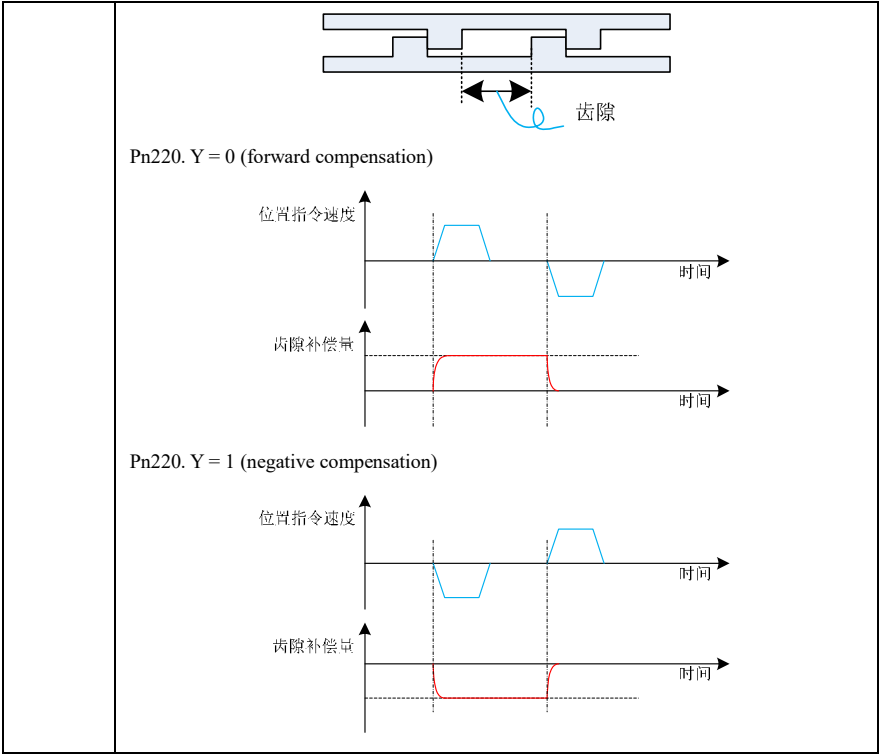 齿隙
Pn220. Y = 0 (forward compensation)
位置指令速度
时间
齿隙补偿量
时间
Pn220. Y = 1 (negative compensation)
位置指令速度
时间
齿隙补偿量
时间